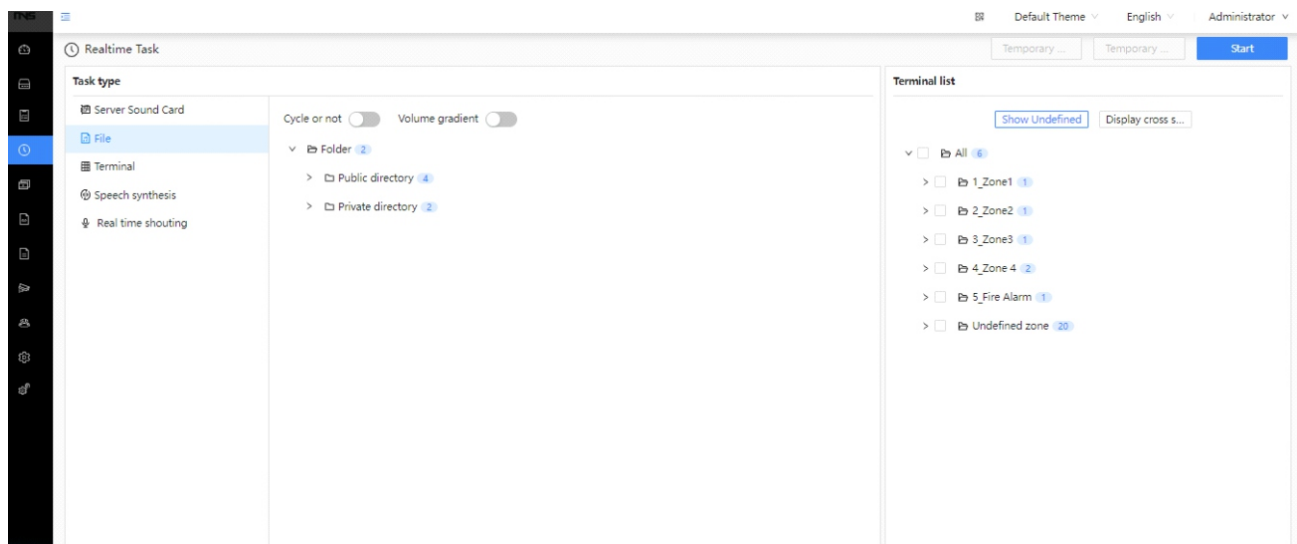 TNS
Default Theme English Administrator
Realtime Task
Temporary ... Temporary ... Start
Task type
Server Sound Card
File
Terminal
Speech synthesis
Real time shouting
Cycle or not Volume gradient
Folder 2
Public directory 4
Private directory 2
Terminal list
Show Undefined Display cross s...
All 6
1_Zone1 1
2_Zone2 1
3_Zone3 1
4_Zone 4 2
5_Fire Alarm 1
Undefined zone 20